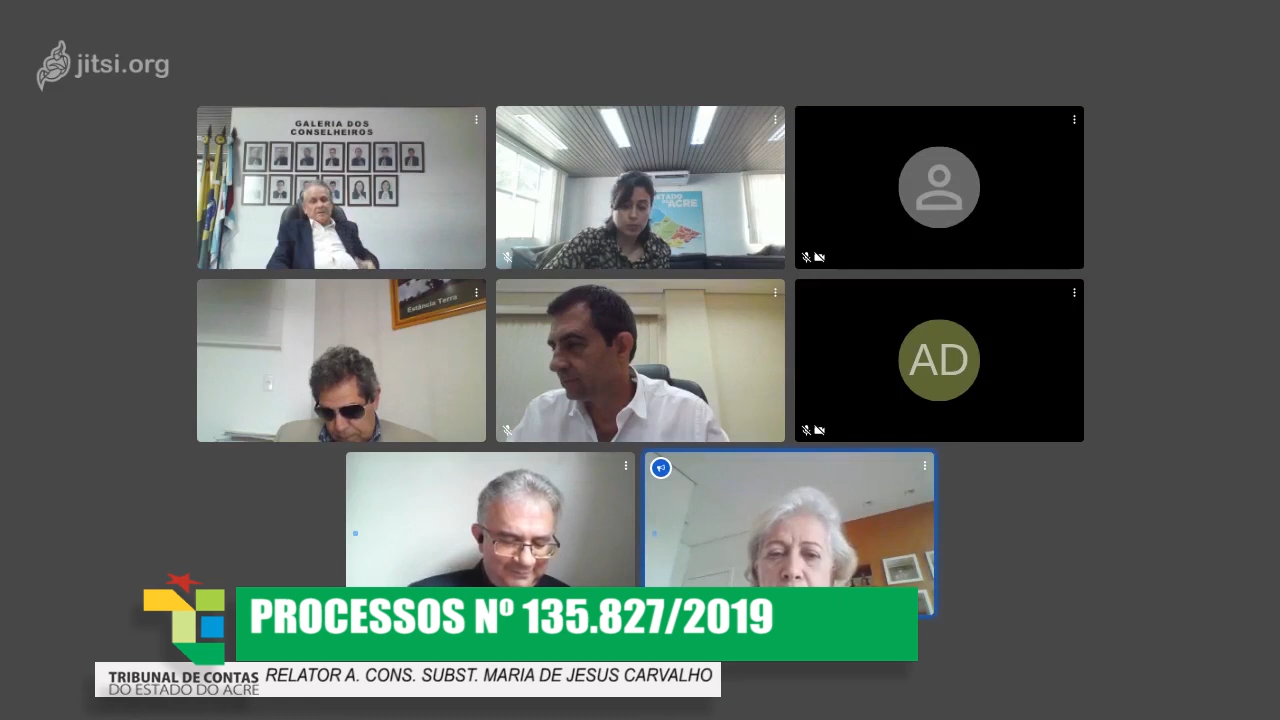 jitsi.org
GALERIA DOS
CONSELHEIROS
ESTADO
ACRE
Estância Terra
AD
PROCESSOS Nº 135.827/2019
TRIBUNAL DE CONTAS
DO ESTADO DO ACRE
RELATOR A. CONS. SUBST. MARIA DE JESUS CARVALHO